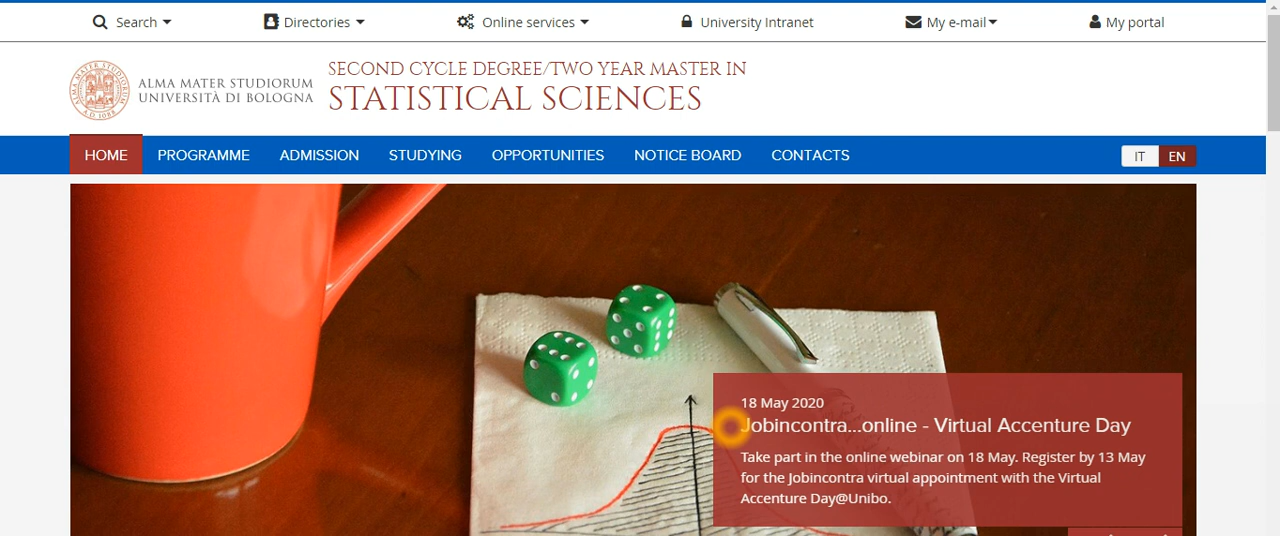 Search
Directories
Online services
University Intranet
My e-mail
My portal
ALMA MATER STUDIORUM
UNIVERSITÀ DI BOLOGNA
SECOND CYCLE DEGREE/TWO YEAR MASTER IN
STATISTICAL SCIENCES
HOME
PROGRAMME
ADMISSION
STUDYING
OPPORTUNITIES
NOTICE BOARD
CONTACTS
IT
EN
18 May 2020
Jobincontra...online - Virtual Accenture Day
Take part in the online webinar on 18 May. Register by 13 May
for the Jobincontra virtual appointment with the Virtual
Accenture Day@Unibo.